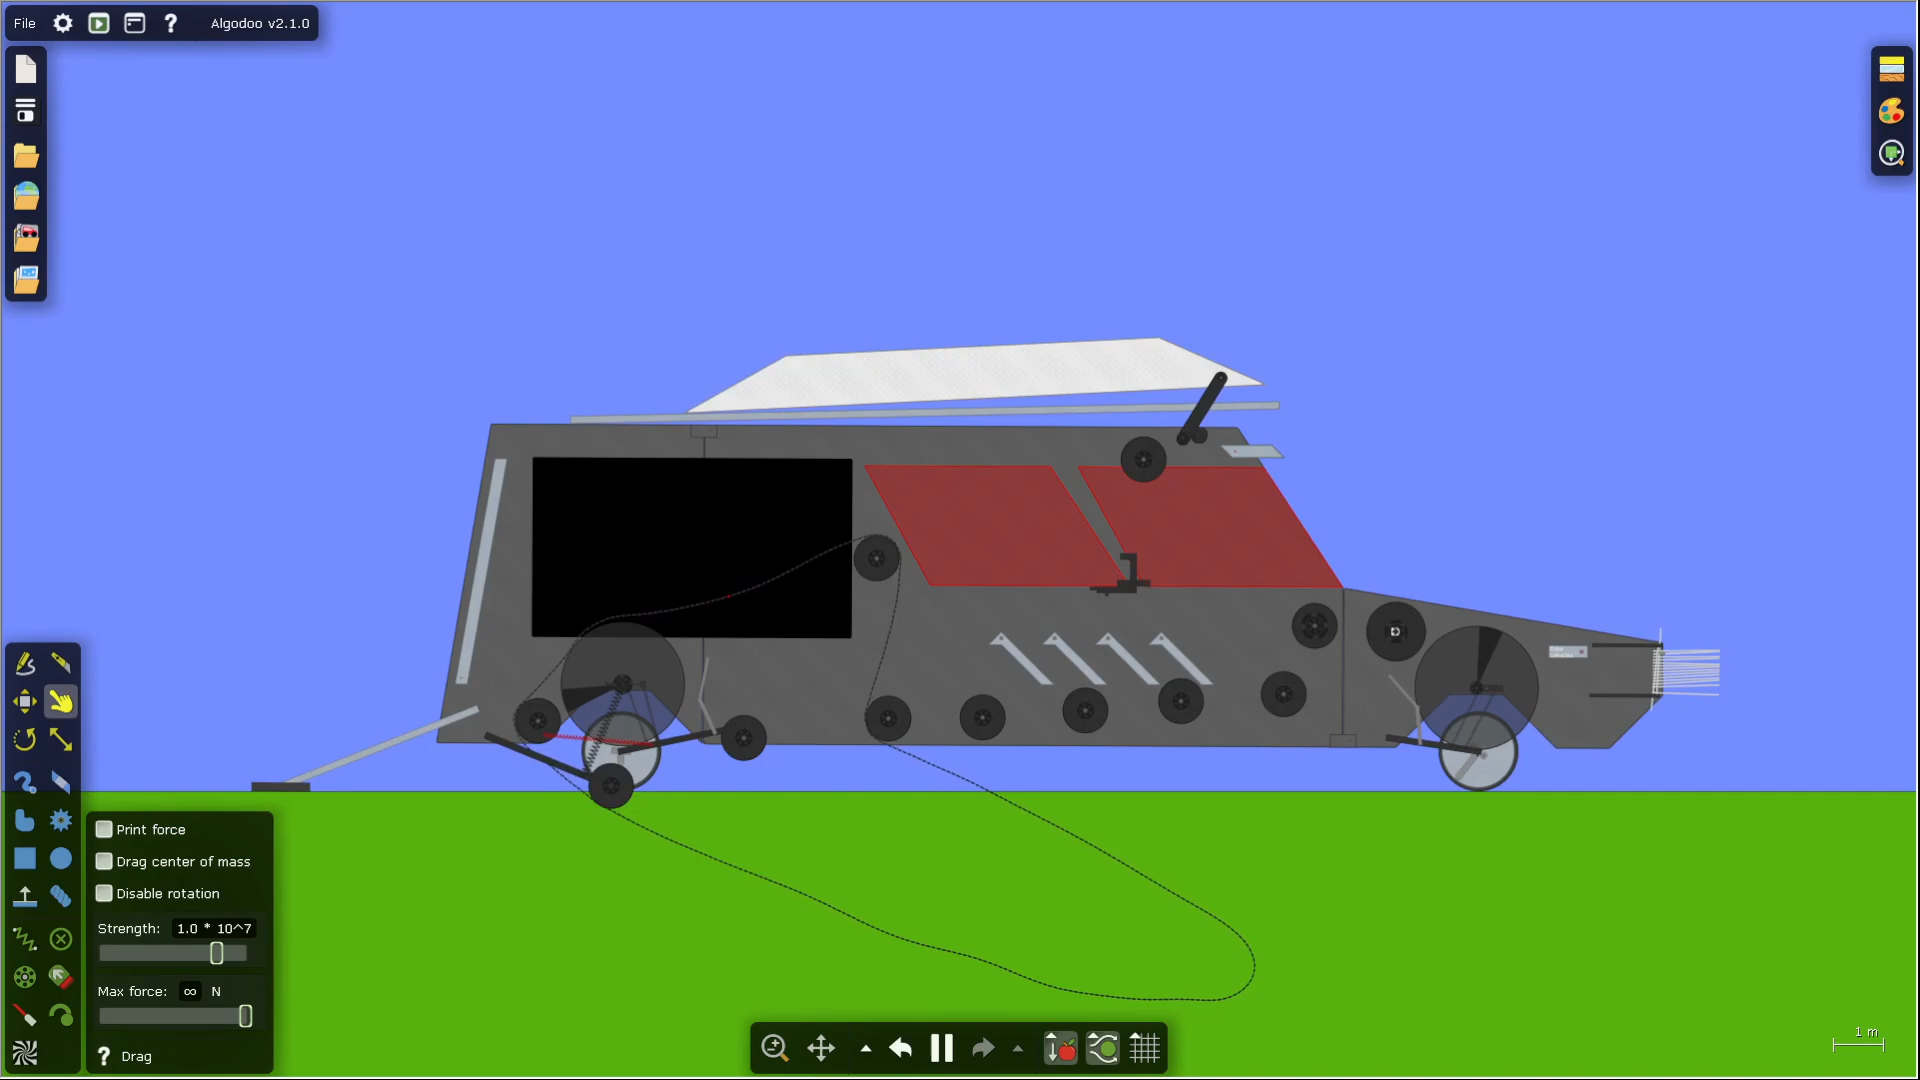 File
Algodoo v2.1.0
Print force
Drag center of mass
Disable rotation
Strength: 1.0 * 10^7
Max force: ∞ N
? Drag
1 m